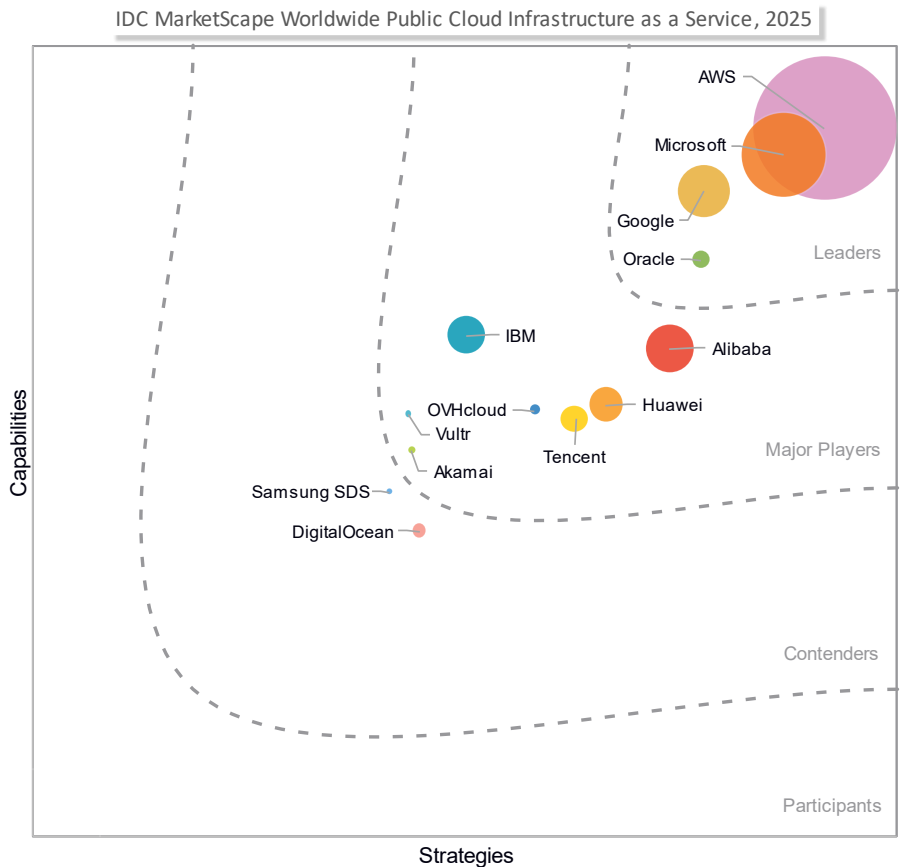 IDC MarketScape Worldwide Public Cloud Infrastructure as a Service, 2025
AWS
Microsoft
Google
Leaders
Oracle
IBM
Alibaba
Huawei
OVHcloud
Vultr
Major Players
Tencent
Akamai
Capabilities
Samsung SDS
DigitalOcean
Contenders
Participants
Strategies